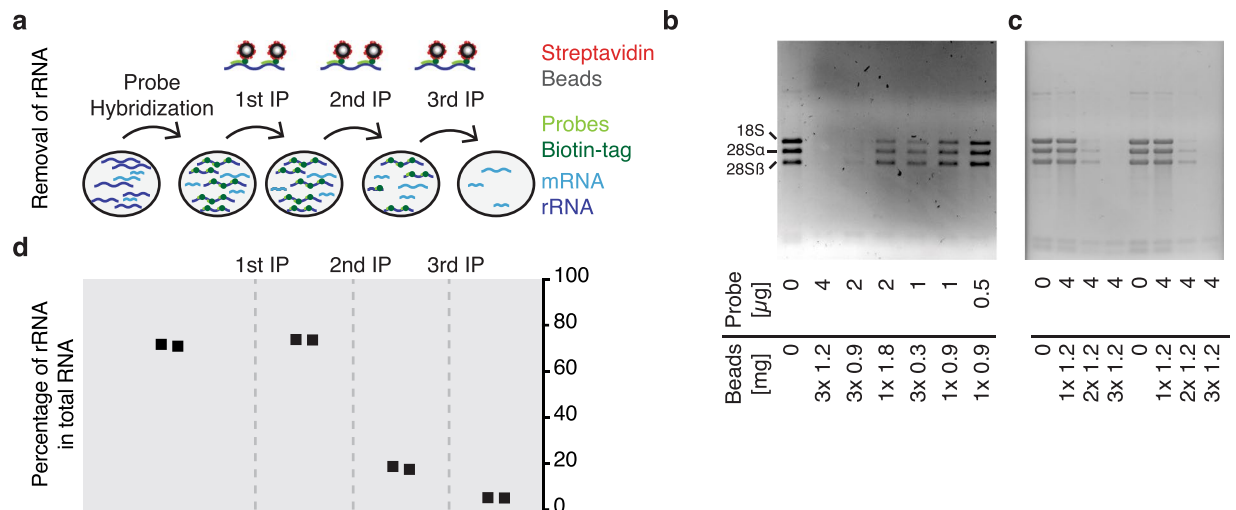 a
Removal of rRNA
Probe
Hybridization
1st IP
2nd IP
3rd IP
Streptavidin
Beads
Probes
Biotin-tag
mRNA
rRNA
b
18S
28Sα
28Sß
Probe
[µg]
0
4
2
2
1
1
0.5
Beads
[mg]
0
3x 1.2
3x 0.9
1x 1.8
3x 0.3
1x 0.9
1x 0.9
c
0
4
4
4
0
4
4
4
0
1x 1.2
2x 1.2
3x 1.2
0
1x 1.2
2x 1.2
3x 1.2
d
1st IP
2nd IP
3rd IP
Percentage of rRNA
in total RNA
100
80
60
40
20
0